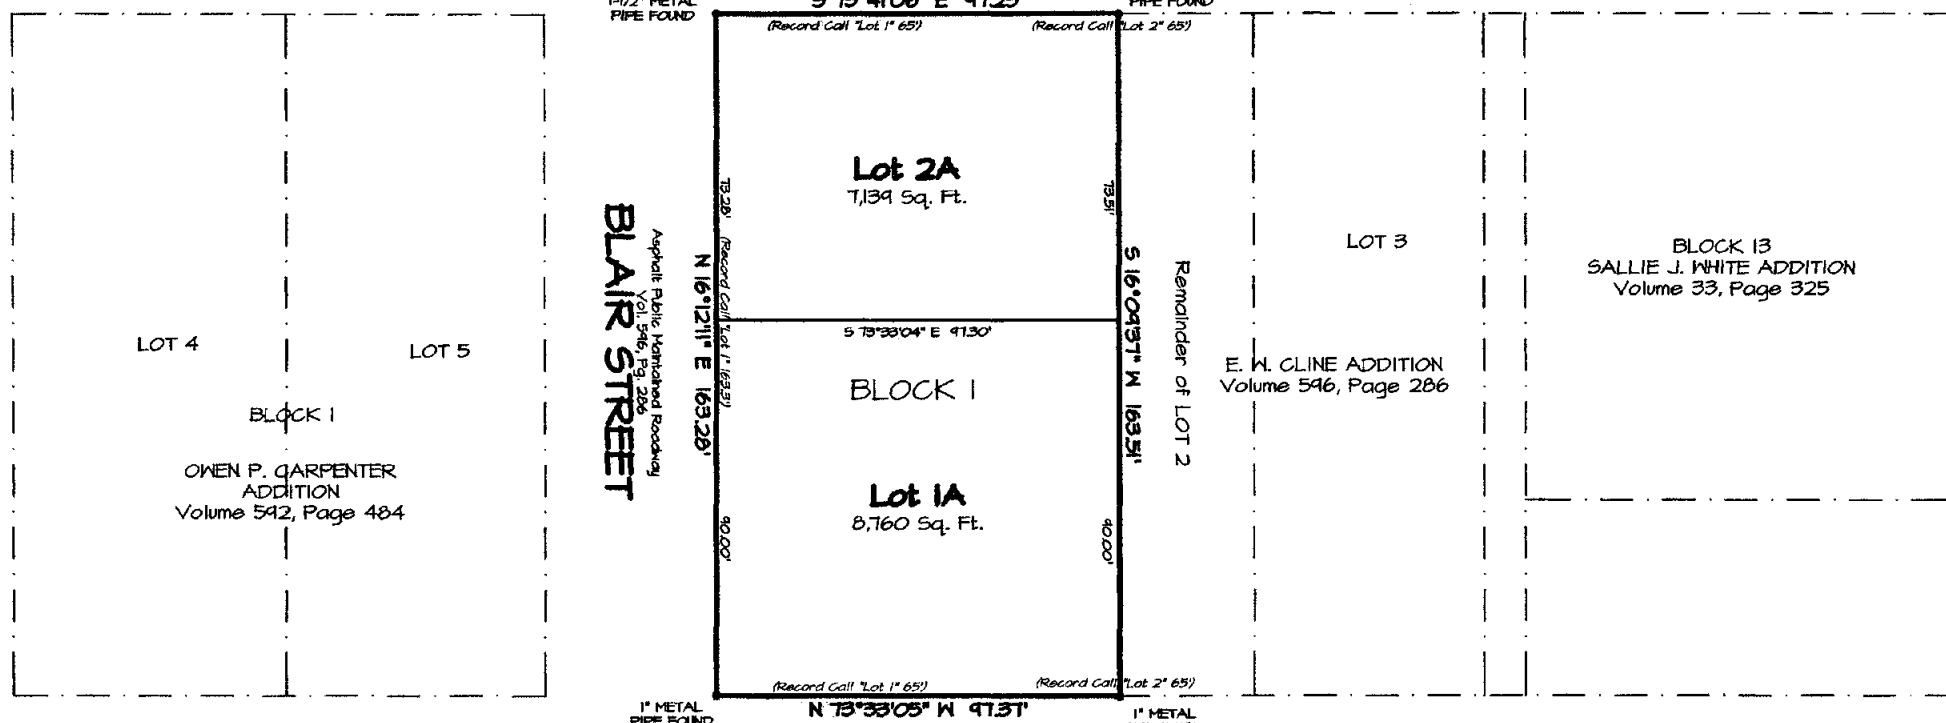 1-1/2" METAL
PIPE FOUND
S 73°41'06" E 97.25'
PIPE FOUND
(Record Call "Lot 1" 65')
(Record Call "Lot 2" 65')
Lot 2A
7,139 Sq. Ft.
73.28'
(Record Call "Lot 1" 163.5')
73.51'
N 16°12'11" E 163.28'
S 16°09'37" W 163.51'
BLAIR STREET
Asphalt Public Maintained Roadway
Vol. 596, Pg. 286
Remainder of LOT 2
S 73°33'04" E 97.30'
BLOCK 1
Lot 1A
8,760 Sq. Ft.
90.00'
90.00'
(Record Call "Lot 1" 65')
(Record Call "Lot 2" 65')
N 73°33'05" W 97.37'
1" METAL
PIPE FOUND
1" METAL
LOT 4
LOT 5
BLOCK 1
OWEN P. CARPENTER
ADDITION
Volume 592, Page 484
LOT 3
E. W. CLINE ADDITION
Volume 596, Page 286
BLOCK 13
SALLIE J. WHITE ADDITION
Volume 33, Page 325